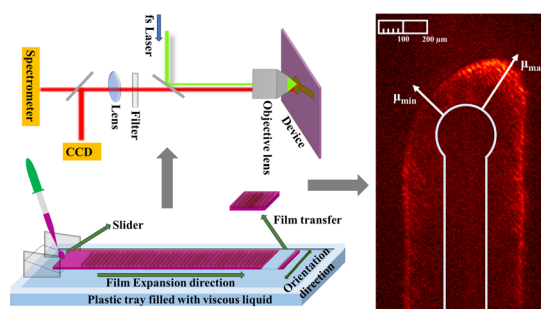 fs Laser
Spectrometer
Lens
Filter
CCD
Objective lens
Device
Slider
Film transfer
Film Expansion direction
Orientation
direction
Plastic tray filled with viscous liquid
100 200 μm
μmin
μma